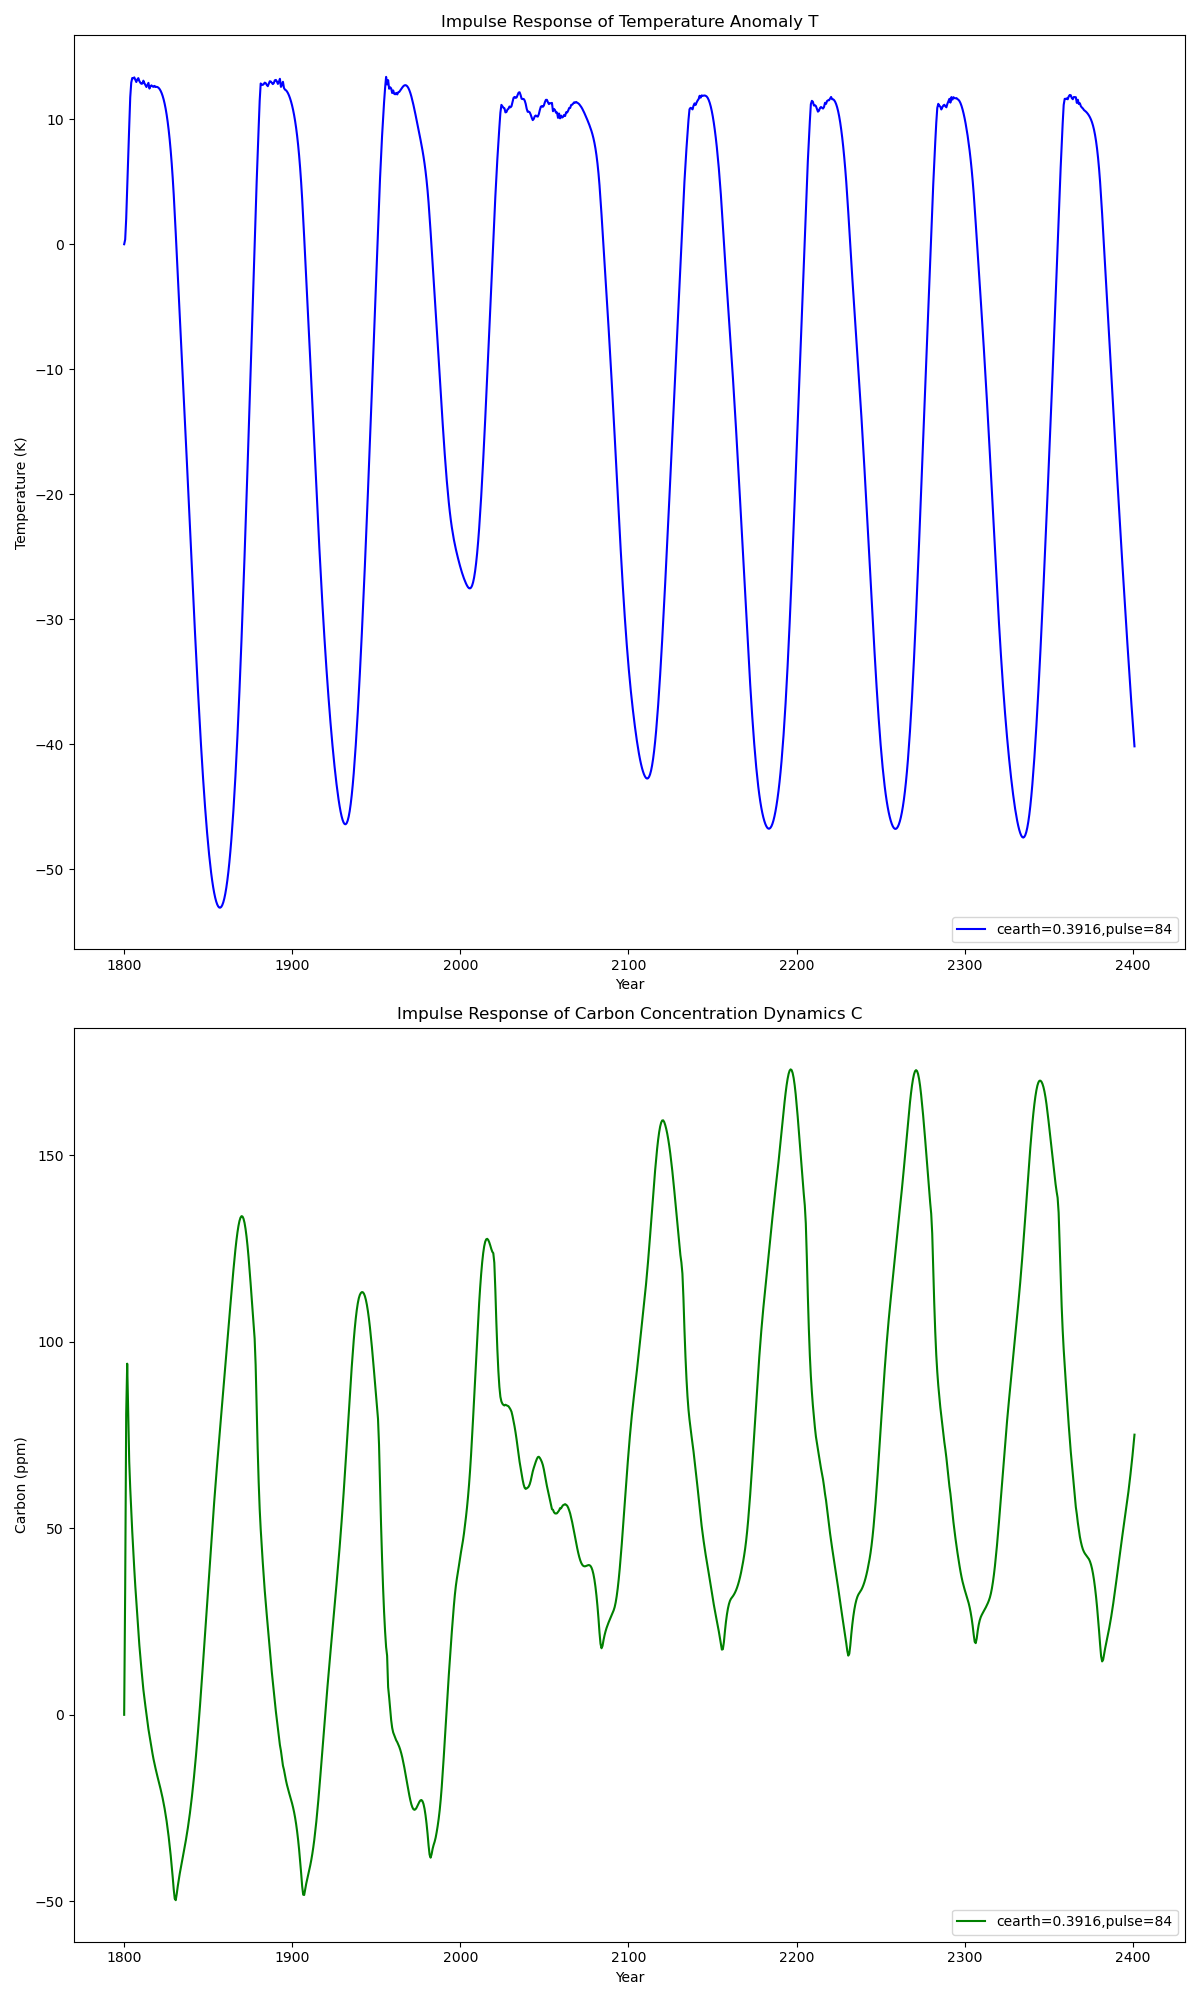 Impulse Response of Temperature Anomaly T
10
0
−10
−20
−30
−40
−50
Temperature (K)
cearth=0.3916,pulse=84
1800 1900 2000 2100 2200 2300 2400
Year
Impulse Response of Carbon Concentration Dynamics C
150
100
50
0
−50
Carbon (ppm)
cearth=0.3916,pulse=84
1800 1900 2000 2100 2200 2300 2400
Year